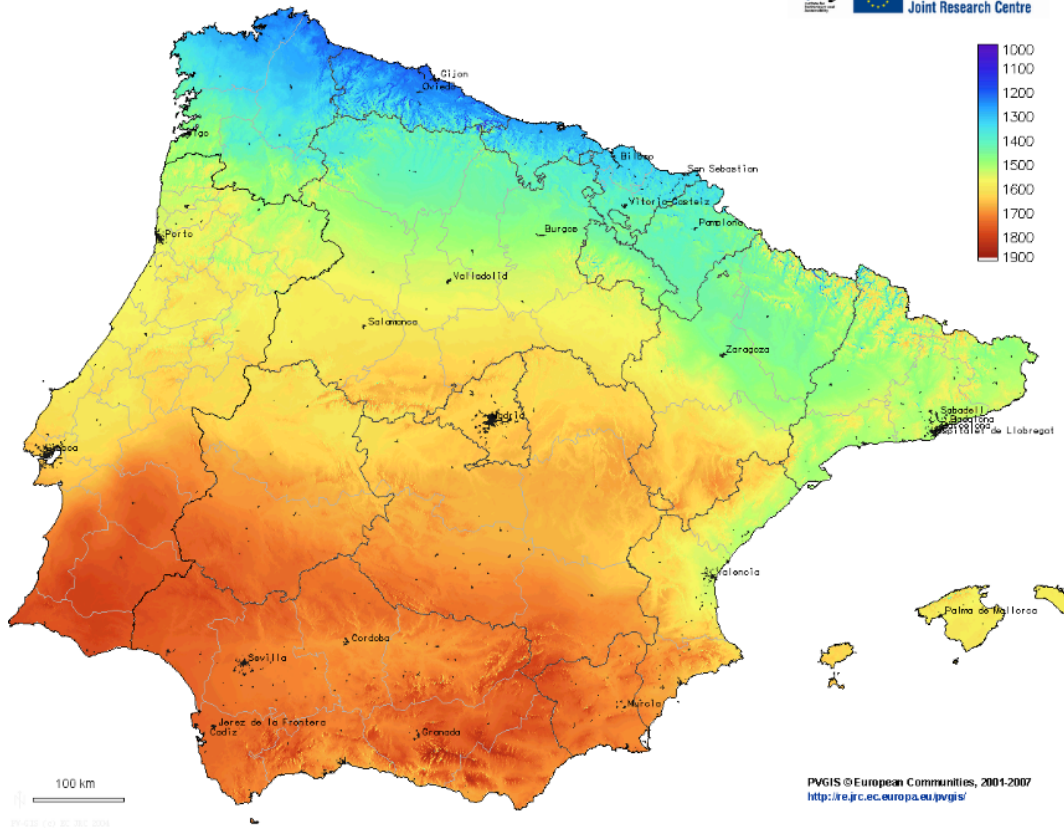 Joint Research Centre
1000
1100
1200
1300
1400
1500
1600
1700
1800
1900
Gijon
Oviedo
Bilbao
San Sebastian
Vitoria-Gasteiz
Pamplona
Burgos
Porto
Valladolid
Salamanca
Zaragoza
Sabadell
Badalona
Barcelona
Hospitalet de Llobregat
Madrid
Valencia
Palma de Mallorca
Cordoba
Sevilla
Murcia
Jerez de la Frontera
Cadiz
Granada
100 km
PVGIS © European Communities, 2001-2007
http://re.jrc.ec.europa.eu/pvgis/